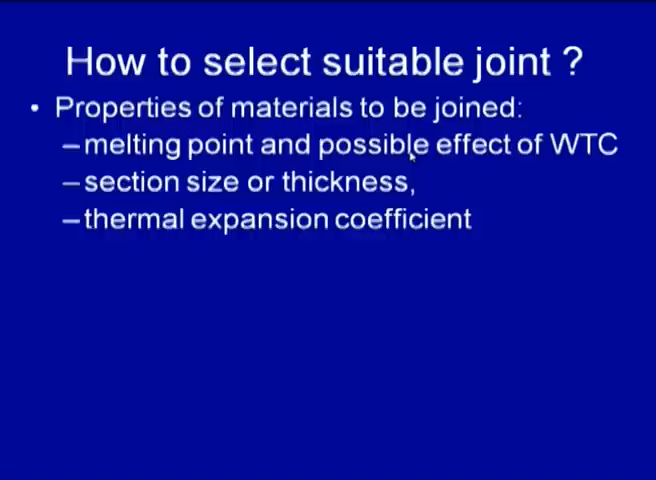 How to select suitable joint ?
• Properties of materials to be joined:
–melting point and possible effect of WTC
–section size or thickness,
–thermal expansion coefficient